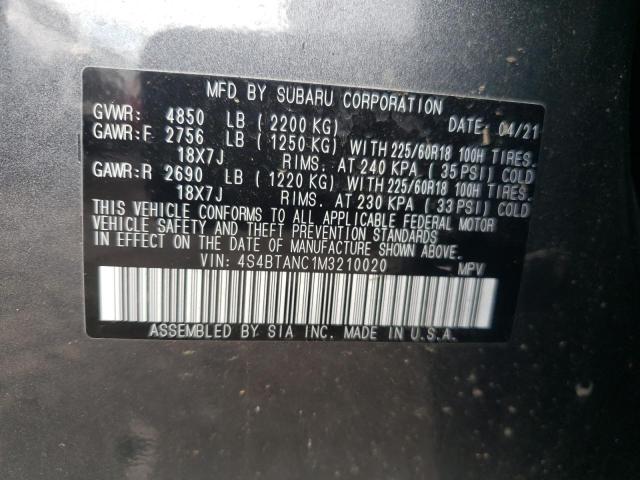 MFD BY SUBARU CORPORATION
GVWR: 4850 LB (2200 KG) DATE: 04/21
GAWR:F 2756 LB (1250 KG) WITH 225/60R18 100H TIRES.
18X7J RIMS. AT 240 KPA (35 PSI) COLD
GAWR:R 2690 LB (1220 KG) WITH 225/60R18 100H TIRES.
18X7J RIMS. AT 230 KPA (33 PSI) COLD
THIS VEHICLE CONFORMS TO ALL APPLICABLE FEDERAL MOTOR
VEHICLE SAFETY AND THEFT PREVENTION STANDARDS
IN EFFECT ON THE DATE OF MANUFACTURE SHOWN ABOVE.
VIN: 4S4BTANC1M3210020 MPV
ASSEMBLED BY SIA INC. IN U.S.A.